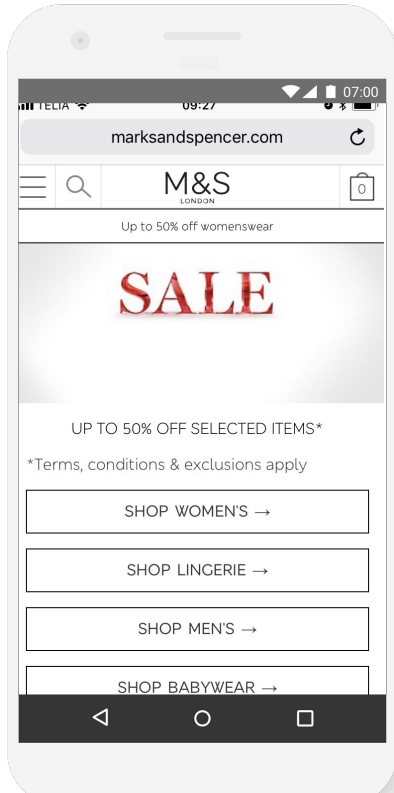 07:00
TELIA 09:27
marksandspencer.com
M&S
LONDON
0
Up to 50% off womenswear
SALE
UP TO 50% OFF SELECTED ITEMS*
*Terms, conditions & exclusions apply
SHOP WOMEN'S →
SHOP LINGERIE →
SHOP MEN'S →
SHOP BABYWEAR →